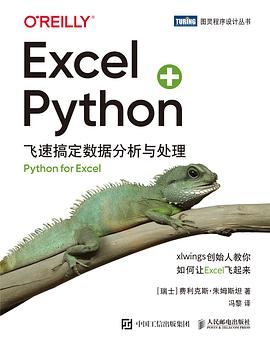 O'REILLY®
TURING 图灵程序设计丛书
Excel +
Python
飞速搞定数据分析与处理
Python for Excel
xlwings创始人教你
如何让Excel飞起来
[瑞士] 费利克斯·朱姆斯坦 著
冯黎 译
中国工信出版集团
人民邮电出版社
POSTS & TELECOM PRESS